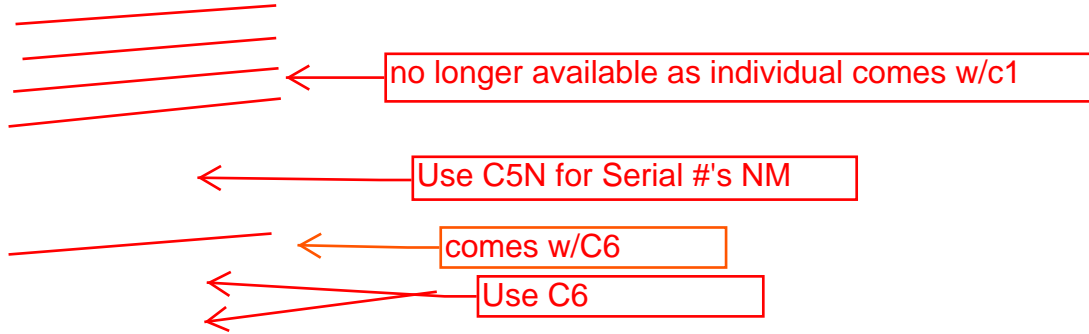 no longer available as individual comes w/c1
Use C5N for Serial #'s NM
comes w/C6
Use C6